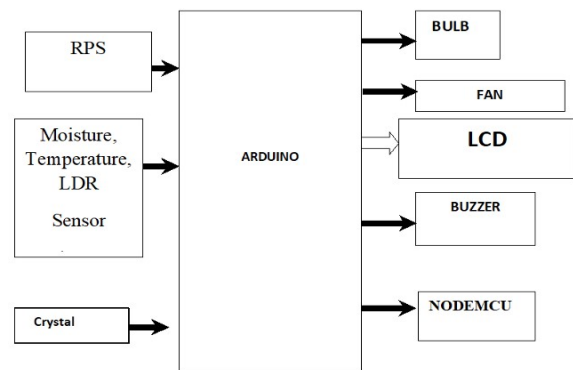 RPS
Moisture,
Temperature,
LDR
Sensor
.
Crystal
ARDUINO
BULB
FAN
LCD
BUZZER
NODEMCU